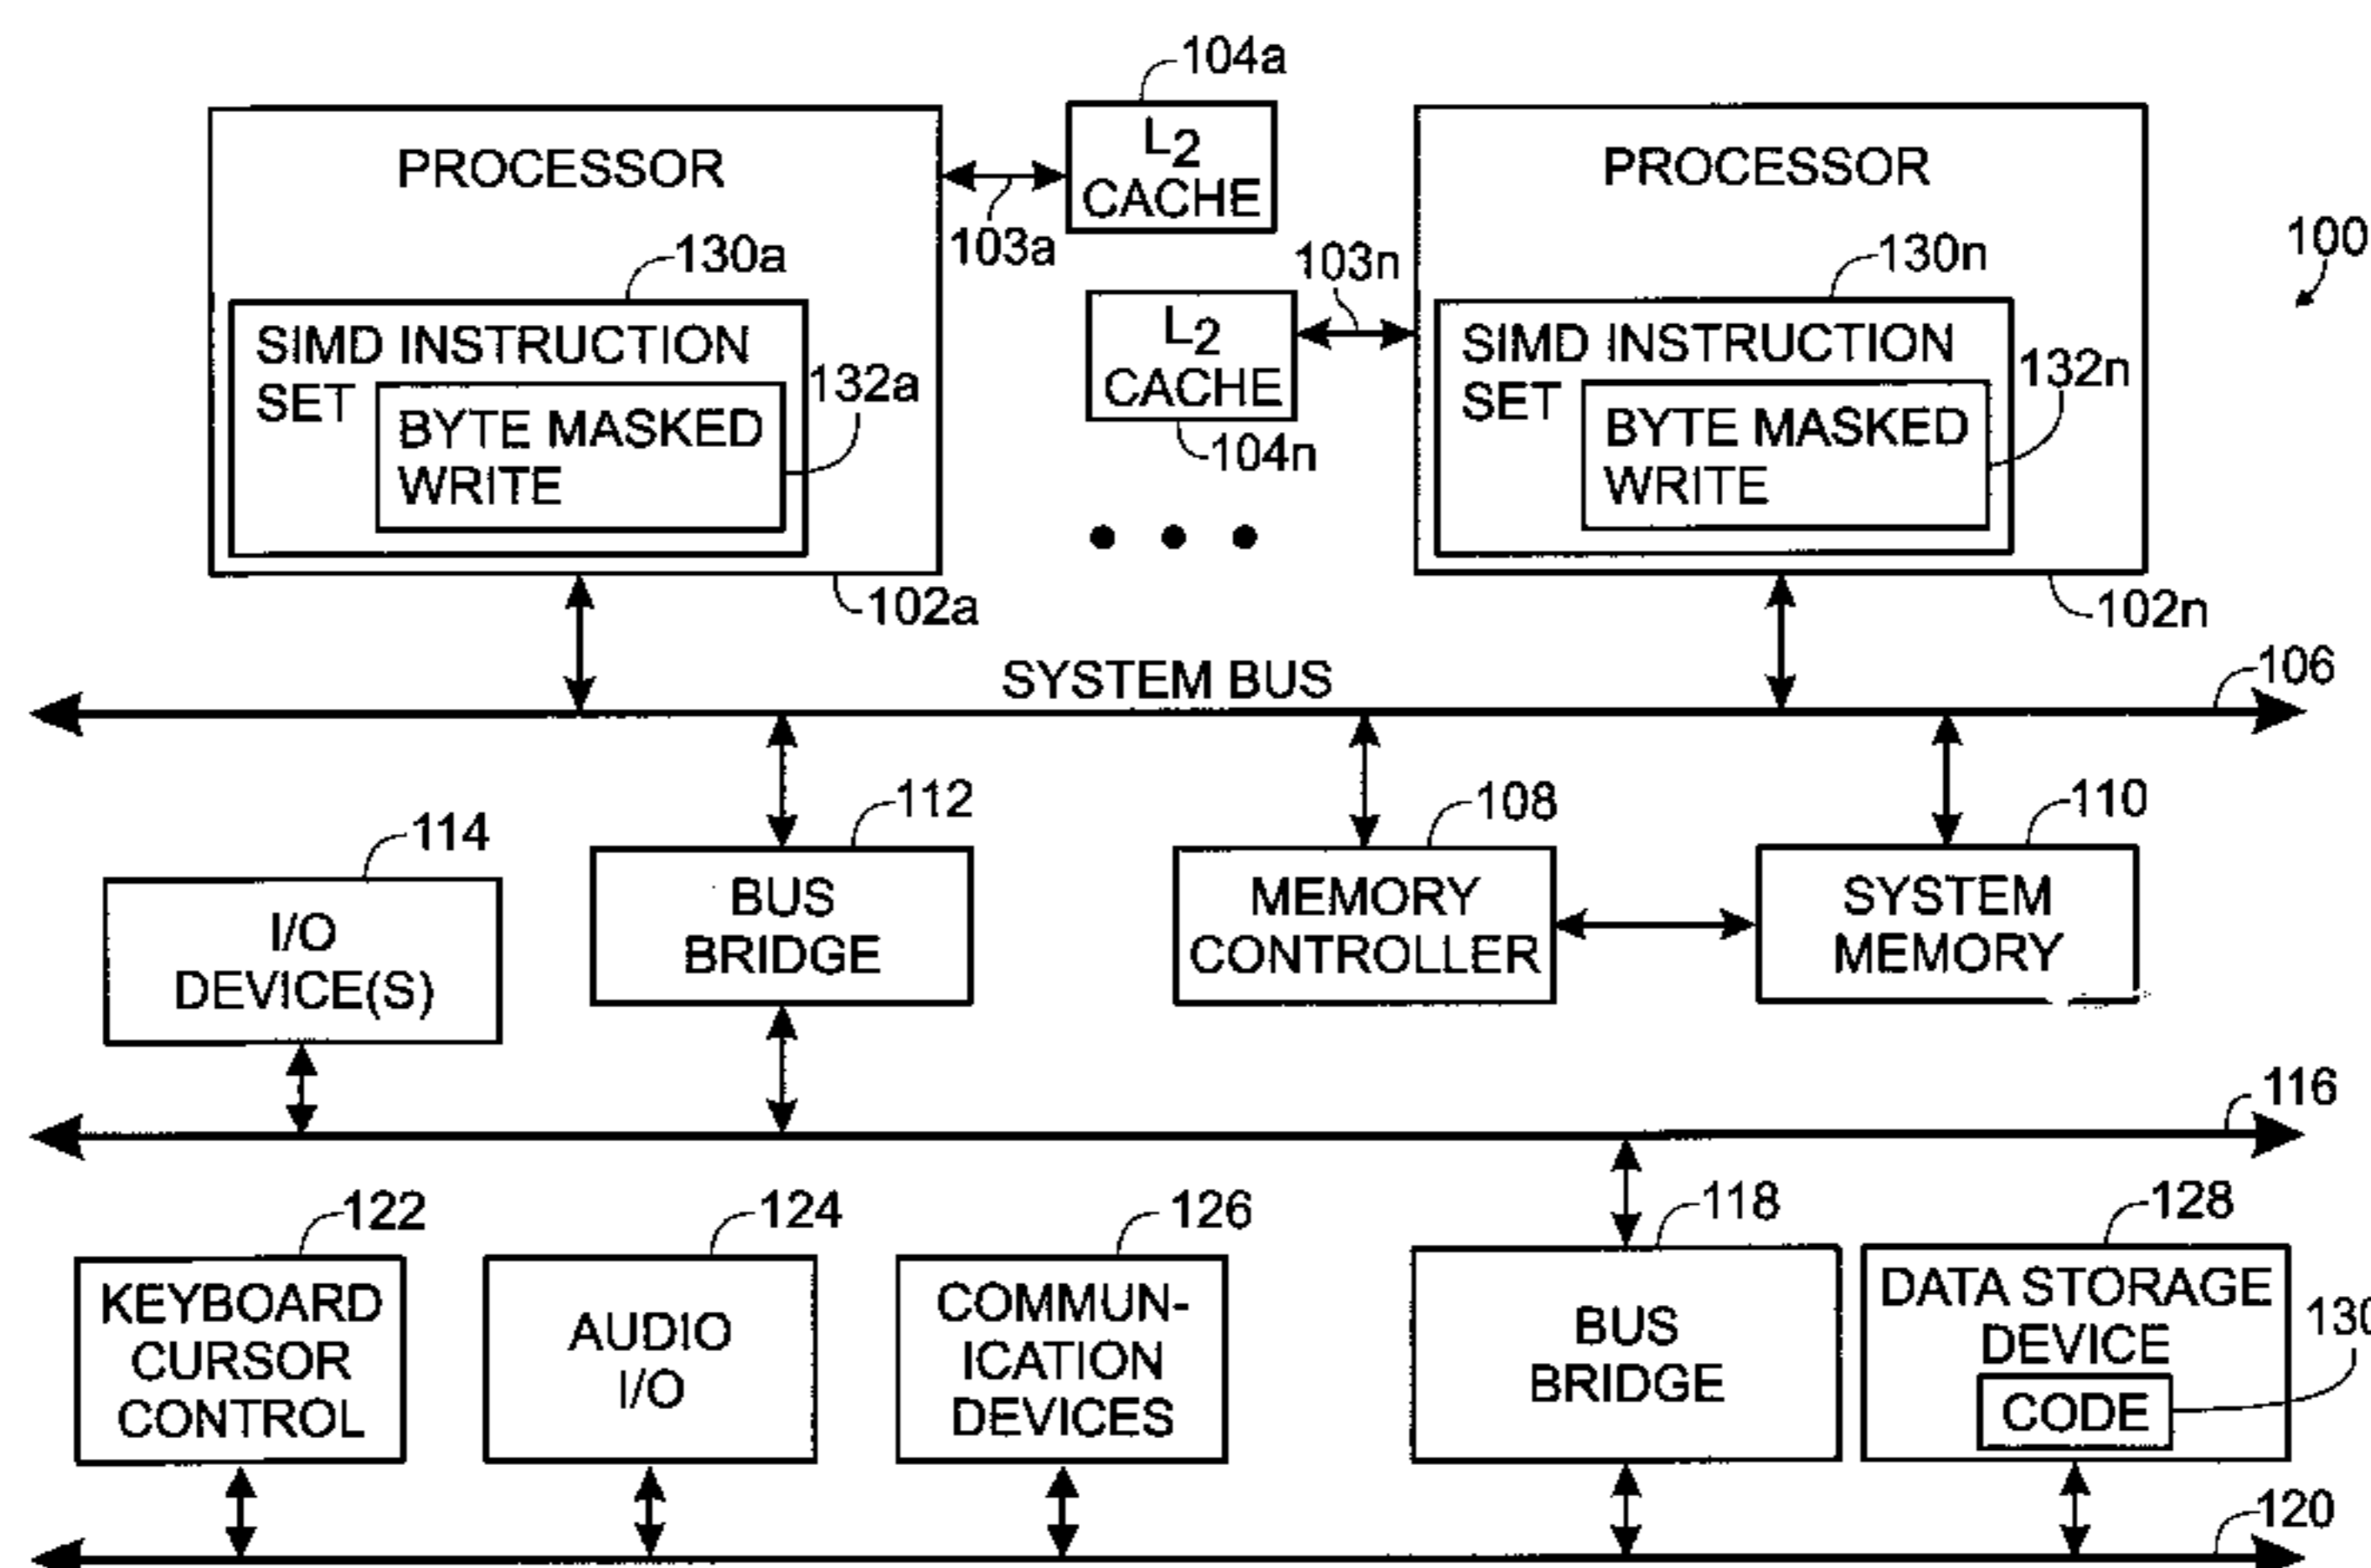 104a
PROCESSOR
L2
CACHE
PROCESSOR
103a
100
130a
103n
130n
SIMD INSTRUCTION
SET
132a
BYTE MASKED
WRITE
L2
CACHE
104n
SIMD INSTRUCTION
SET
132n
BYTE MASKED
WRITE
102a
102n
SYSTEM BUS
106
114
112
108
110
I/O
DEVICE(S)
BUS
BRIDGE
MEMORY
CONTROLLER
SYSTEM
MEMORY
116
122
124
126
118
128
KEYBOARD
CURSOR
CONTROL
AUDIO
I/O
COMMUN-
ICATION
DEVICES
BUS
BRIDGE
DATA STORAGE
DEVICE
130
CODE
120